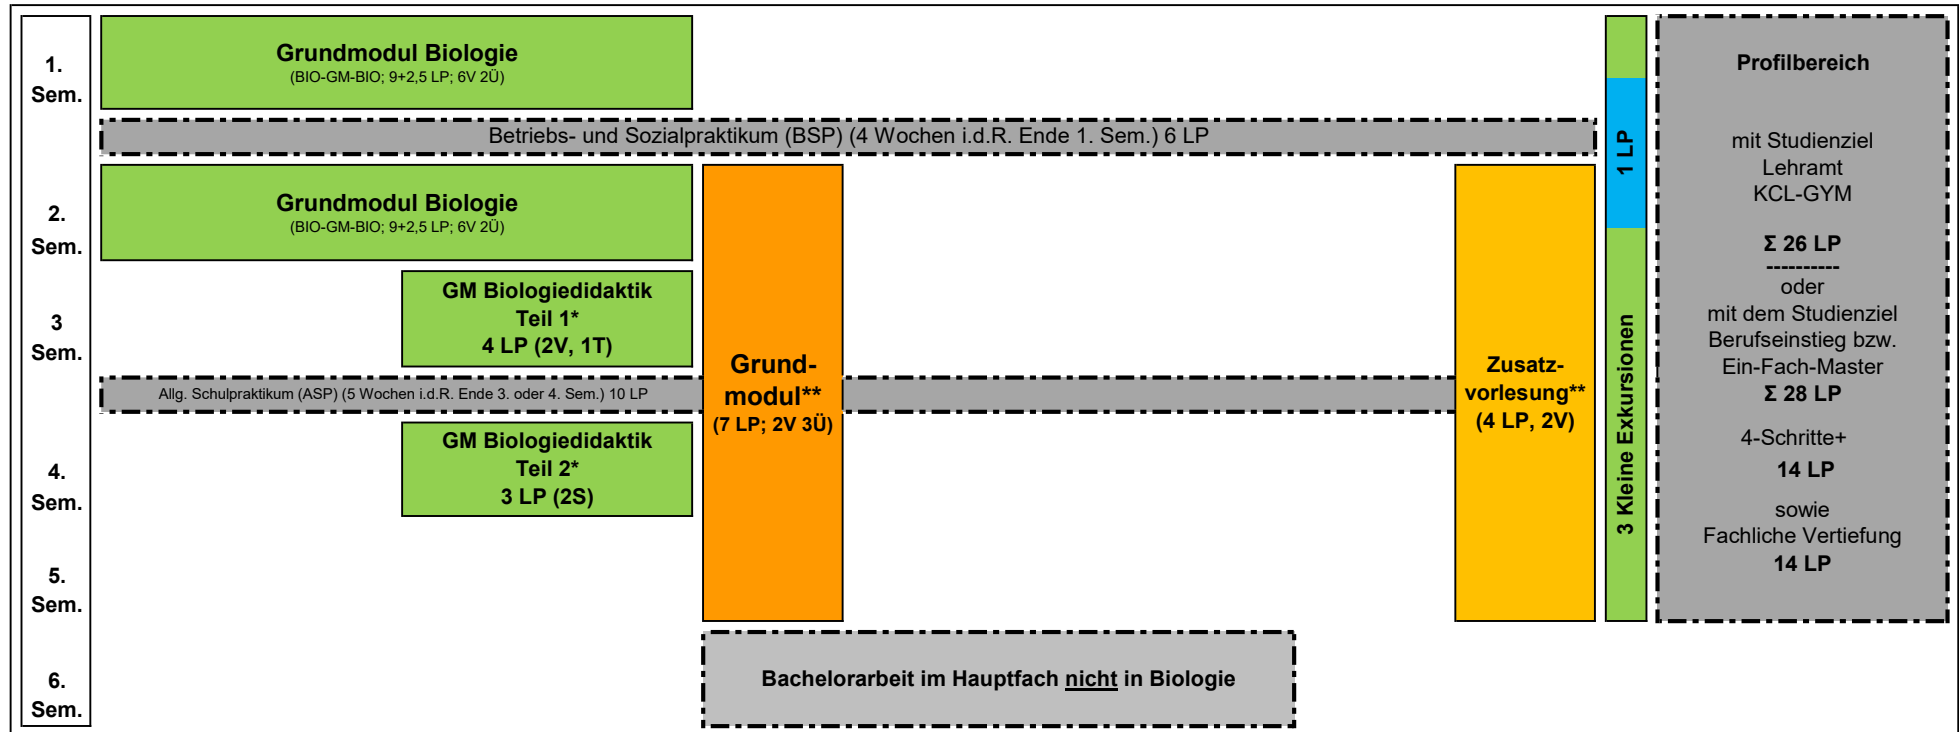 1.
Sem.
Grundmodul Biologie
(BIO-GM-BIO; 9+2,5 LP; 6V 2Ü)
Betriebs- und Sozialpraktikum (BSP) (4 Wochen i.d.R. Ende 1. Sem.) 6 LP
2.
Sem.
Grundmodul Biologie
(BIO-GM-BIO; 9+2,5 LP; 6V 2Ü)
3
Sem.
GM Biologiedidaktik
Teil 1*
4 LP (2V, 1T)
Allg. Schulpraktikum (ASP) (5 Wochen i.d.R. Ende 3. oder 4. Sem.) 10 LP
4.
Sem.
GM Biologiedidaktik
Teil 2*
3 LP (2S)
5.
Sem.
6.
Sem.
Grund-
modul**
(7 LP; 2V 3Ü)
Zusatz-
vorlesung**
(4 LP, 2V)
Bachelorarbeit im Hauptfach nicht in Biologie
1 LP
3 Kleine Exkursionen
Profilbereich
mit Studienziel
Lehramt
KCL-GYM
Σ 26 LP
----------
oder
mit dem Studienziel
Berufseinstieg bzw.
Ein-Fach-Master
Σ 28 LP
4-Schritte+
14 LP
sowie
Fachliche Vertiefung
14 LP